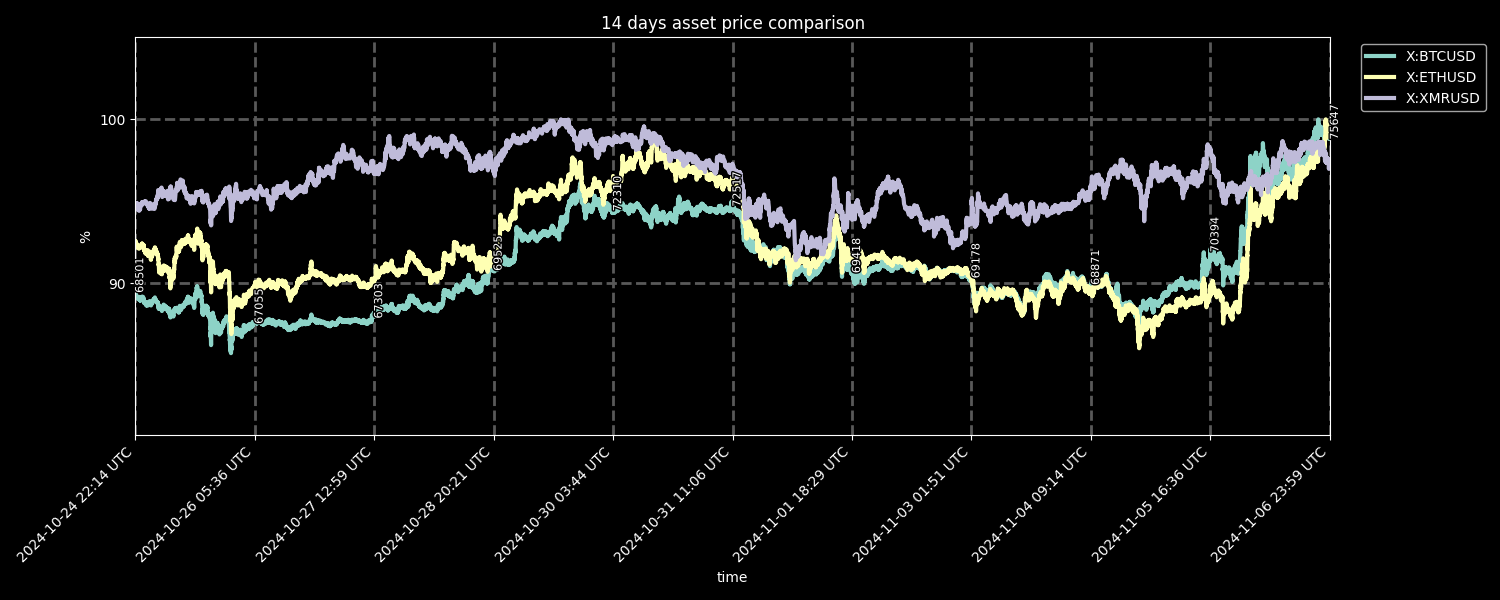 14 days asset price comparison
X:BTCUSD
X:ETHUSD
X:XMRUSD
100
90
%
68501
67055
67303
69525
72310
72517
69418
69178
68871
70394
75647
2024-10-24 22:14 UTC
2024-10-26 05:36 UTC
2024-10-27 12:59 UTC
2024-10-28 20:21 UTC
2024-10-30 03:44 UTC
2024-10-31 11:06 UTC
2024-11-01 18:29 UTC
2024-11-03 01:51 UTC
2024-11-04 09:14 UTC
2024-11-05 16:36 UTC
2024-11-06 23:59 UTC
time